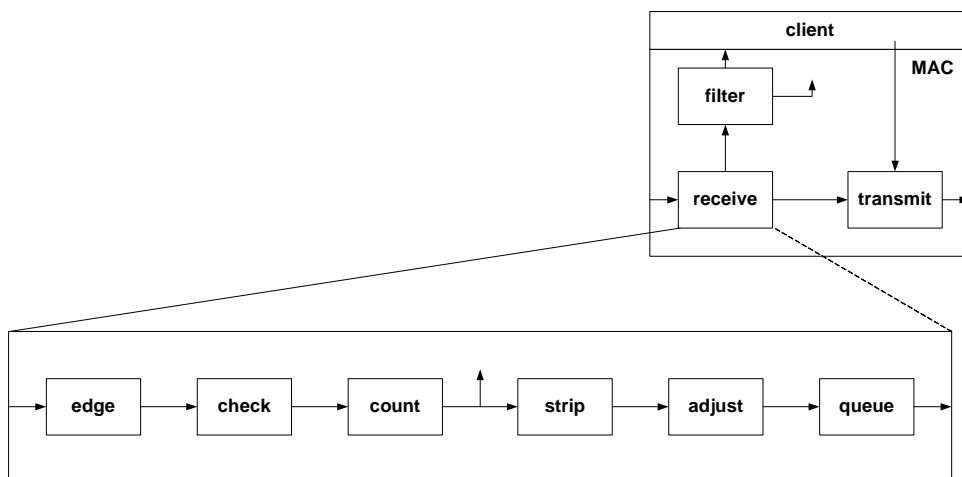 client
MAC
filter
receive
transmit
edge
check
count
strip
adjust
queue